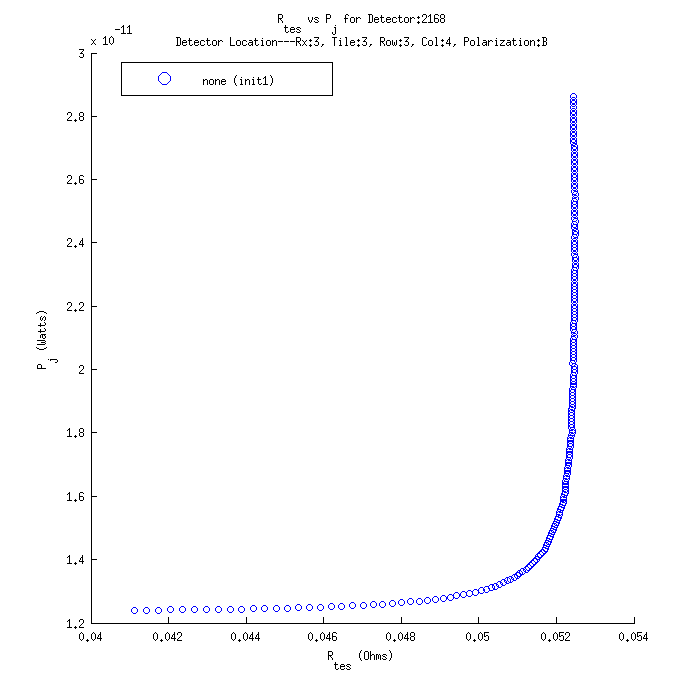 R_tes vs P_j for Detector:2168
Detector Location---Rx:3, Tile:3, Row:3, Col:4, Polarization:B
x 10^-11
none (init1)
3
2.8
2.6
2.4
2.2
2
1.8
1.6
1.4
1.2
P_j (Watts)
0.04 0.042 0.044 0.046 0.048 0.05 0.052 0.054
R_tes (Ohms)